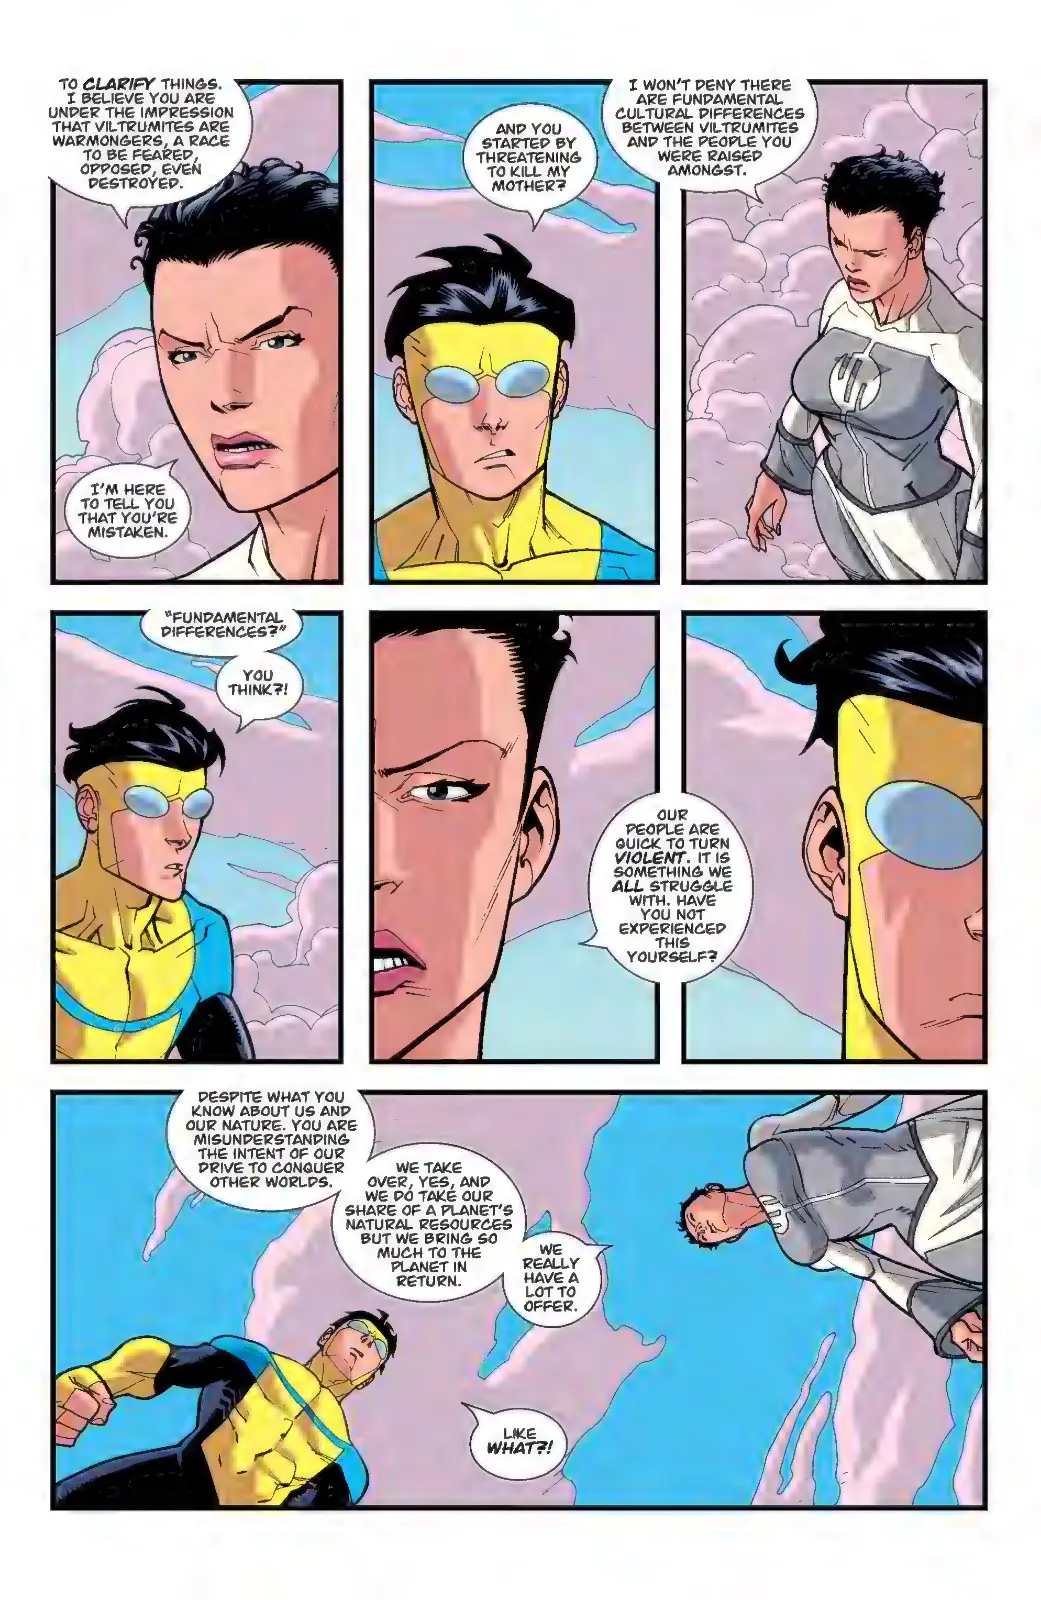 TO CLARIFY THINGS.
I BELIEVE YOU ARE
UNDER THE IMPRESSION
THAT VILTRUMITES ARE
WARMONGERS, A RACE
TO BE FEARED,
OPPOSED, EVEN
DESTROYED.
I'M HERE
TO TELL YOU
THAT YOU'RE
MISTAKEN.
AND YOU
STARTED BY
THREATENING
TO KILL MY
MOTHER?
I WON'T DENY THERE
ARE FUNDAMENTAL
CULTURAL DIFFERENCES
BETWEEN VILTRUMITES
AND THE PEOPLE YOU
WERE RAISED
AMONGST.
"FUNDAMENTAL
DIFFERENCES?"
YOU
THINK?!
OUR
PEOPLE ARE
QUICK TO TURN
VIOLENT. IT IS
SOMETHING WE
ALL STRUGGLE
WITH. HAVE
YOU NOT
EXPERIENCED
THIS
YOURSELF?
DESPITE WHAT YOU
KNOW ABOUT US AND
OUR NATURE. YOU ARE
MISUNDERSTANDING
THE INTENT OF OUR
DRIVE TO CONQUER
OTHER WORLDS.
WE TAKE
OVER, YES, AND
WE DO TAKE OUR
SHARE OF A PLANET'S
NATURAL RESOURCES
BUT WE BRING SO
MUCH TO THE
PLANET IN
RETURN.
WE
REALLY
HAVE A
LOT TO
OFFER.
LIKE
WHAT?!